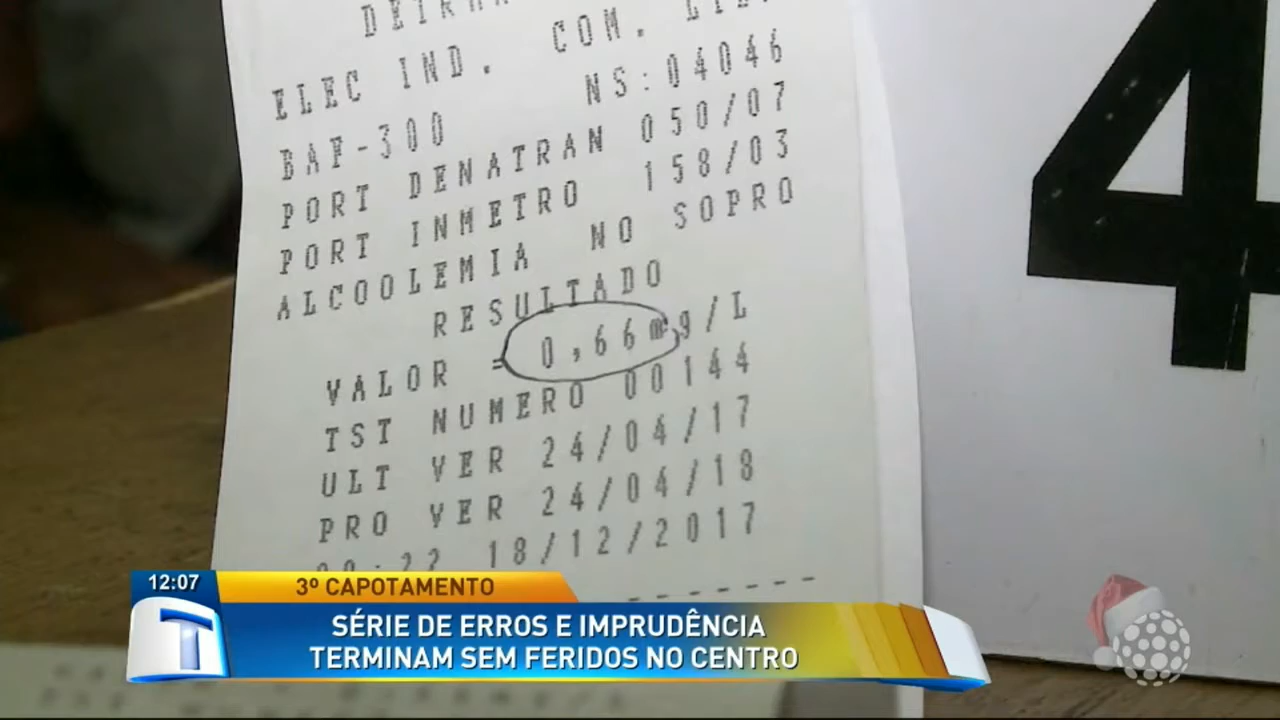 ELEC IND. COM.
BAF-300 NS:04046
PORT DENATRAN 050/07
PORT INMETRO 158/03
ALCOOLEMIA NO SOPRO
RESULTADO
VALOR = 0,66mg/L
TST NUMERO 00144
ULT VER 24/04/17
PRO VER 24/04/18
18/12/2017
4
12:07
3º CAPOTAMENTO
T
SÉRIE DE ERROS E IMPRUDÊNCIA
TERMINAM SEM FERIDOS NO CENTRO